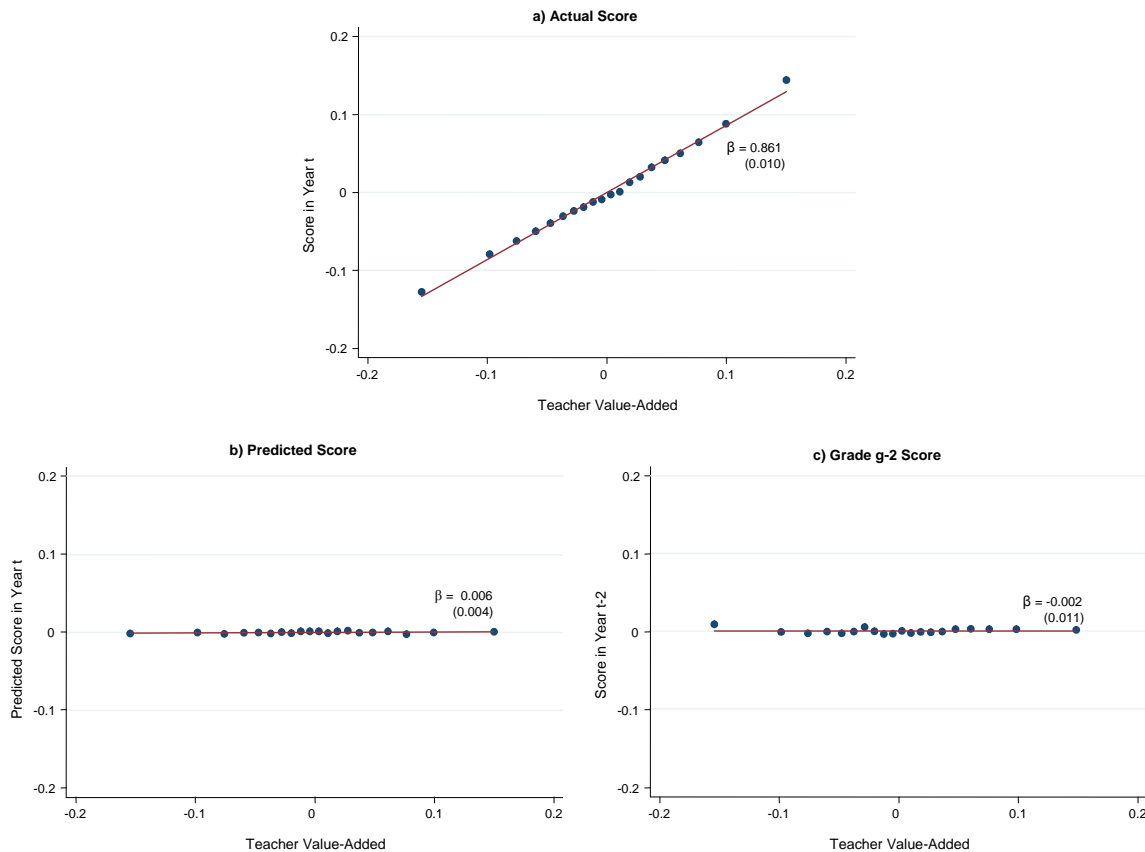 a) Actual Score
0.2
0.1
0
-0.1
-0.2
Score in Year t
β = 0.861
(0.010)
-0.2 -0.1 0 0.1 0.2
Teacher Value-Added
b) Predicted Score
0.2
0.1
0
-0.1
-0.2
Predicted Score in Year t
β = 0.006
(0.004)
-0.2 -0.1 0 0.1 0.2
Teacher Value-Added
c) Grade g-2 Score
0.2
0.1
0
-0.1
-0.2
Score in Year t-2
β = -0.002
(0.011)
-0.2 -0.1 0 0.1 0.2
Teacher Value-Added